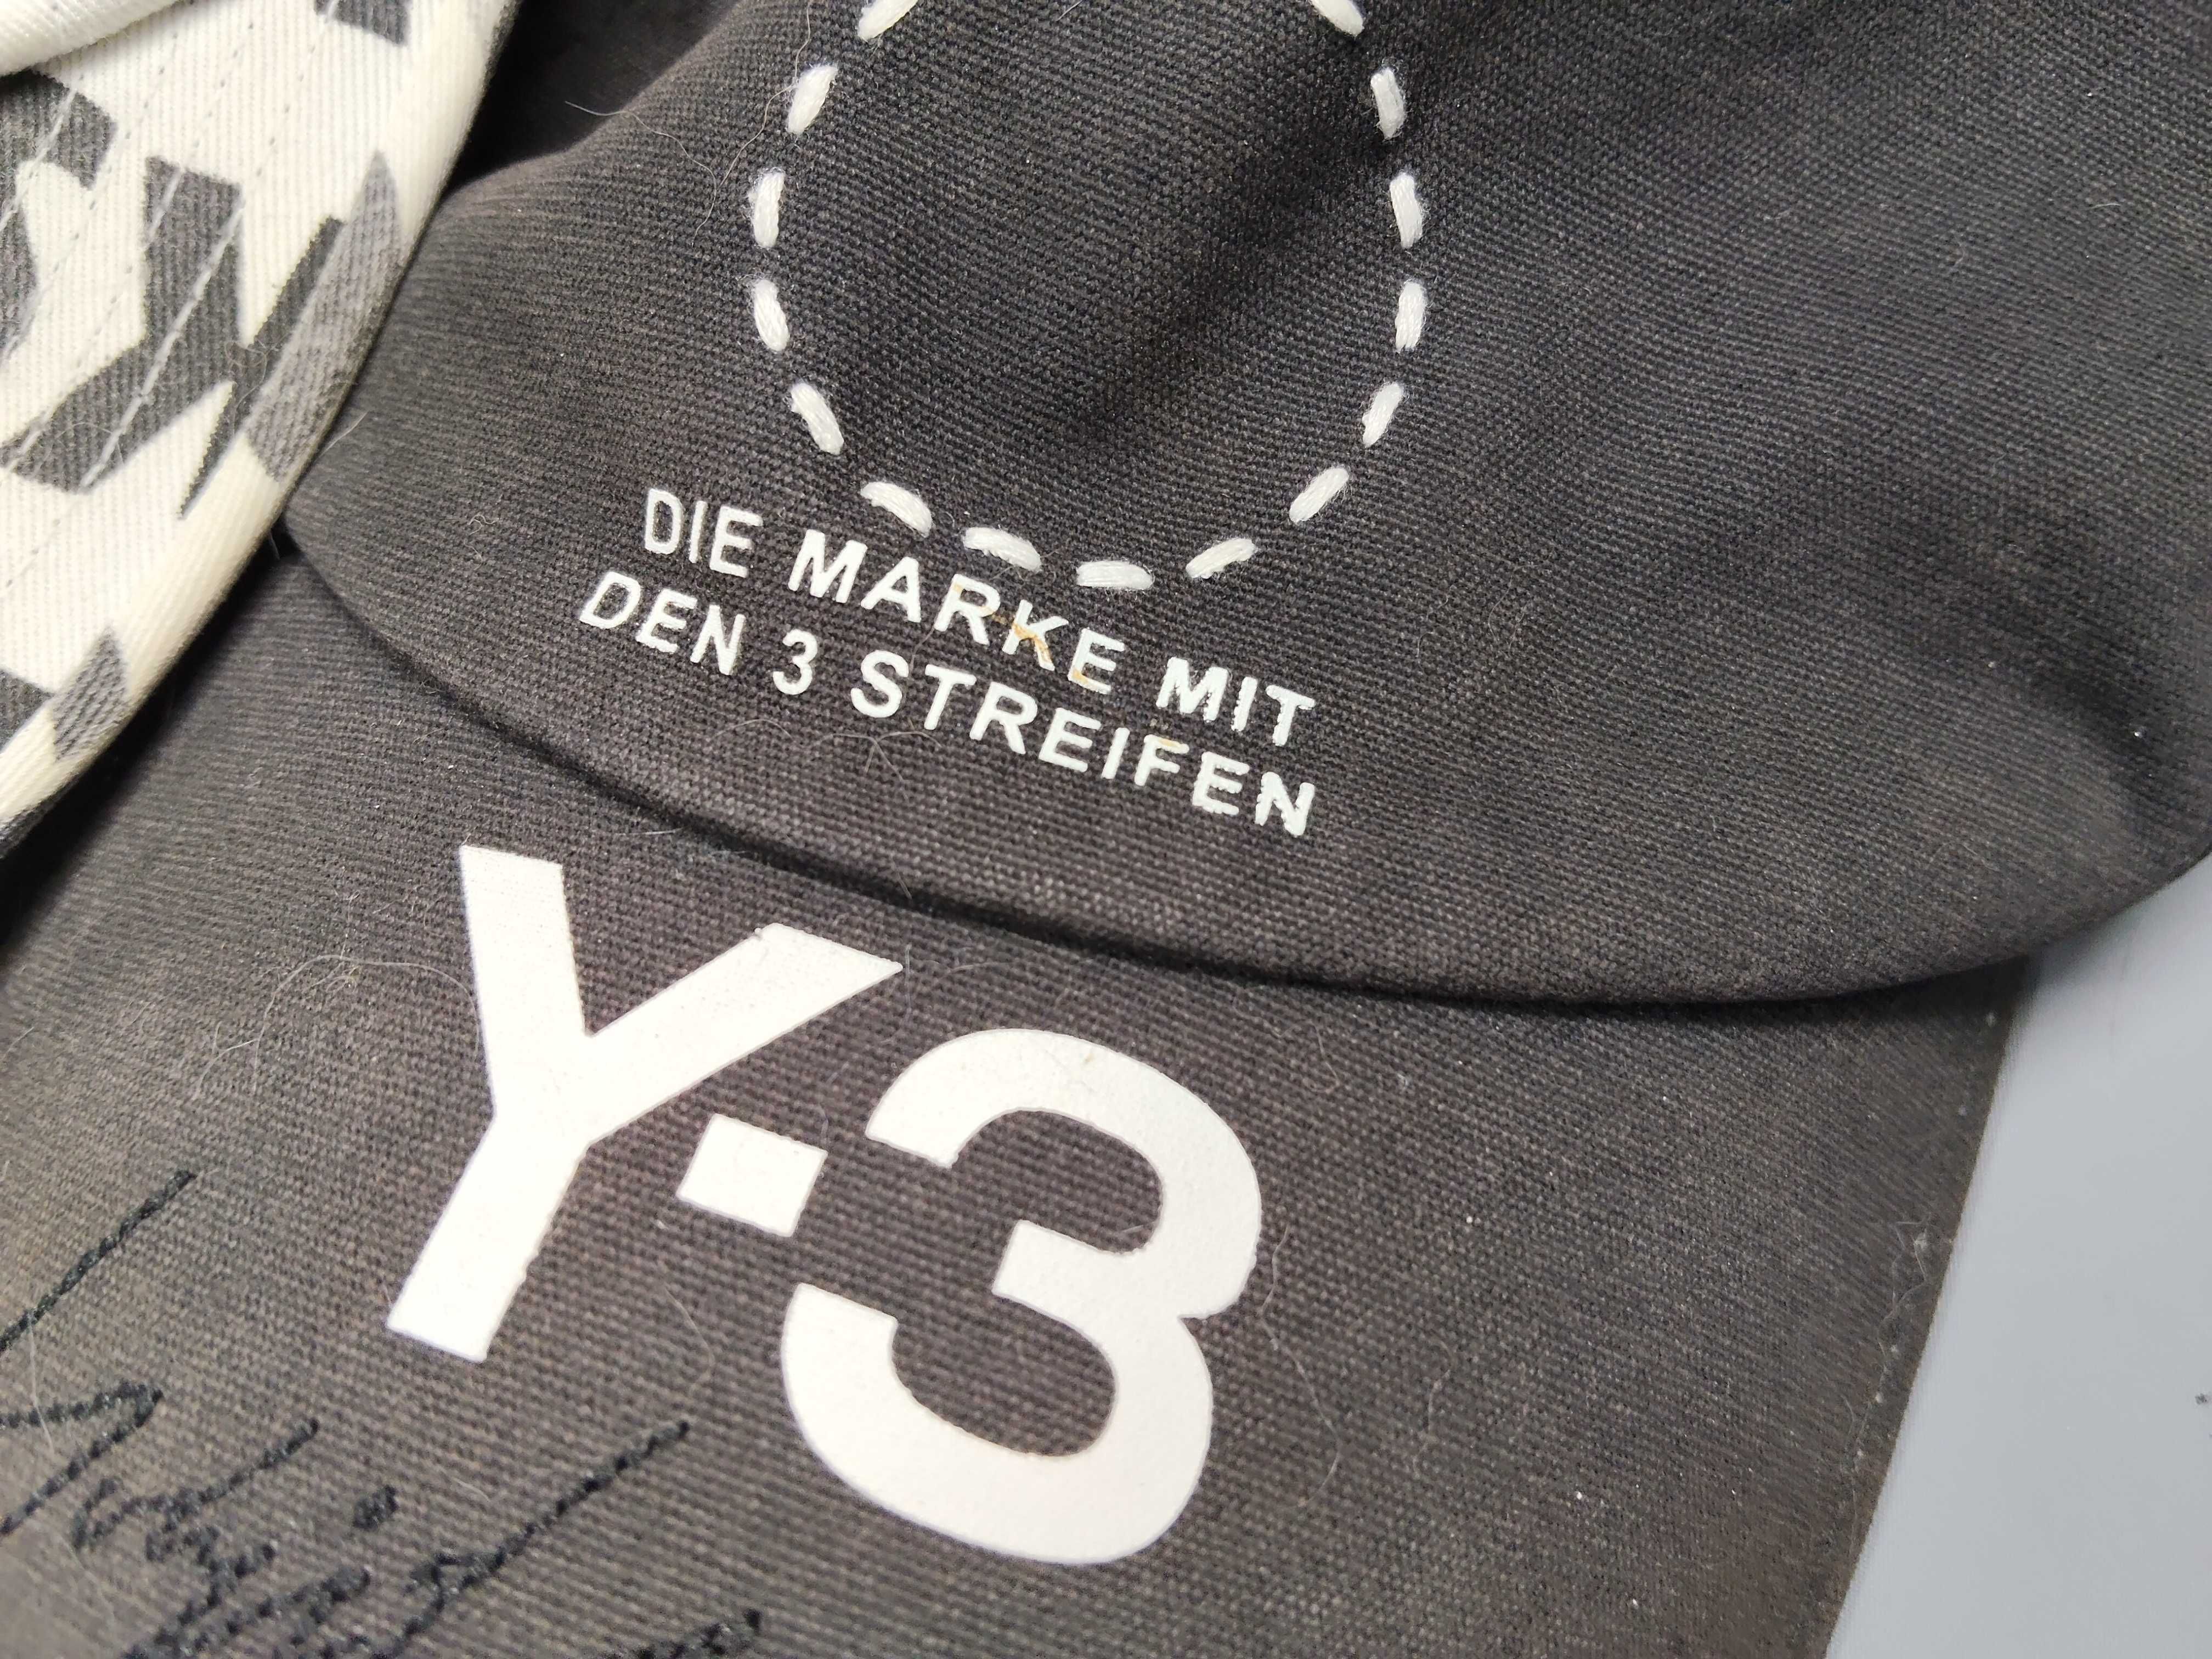 DIE MARKE MIT
DEN 3 STREIFEN
Y-3